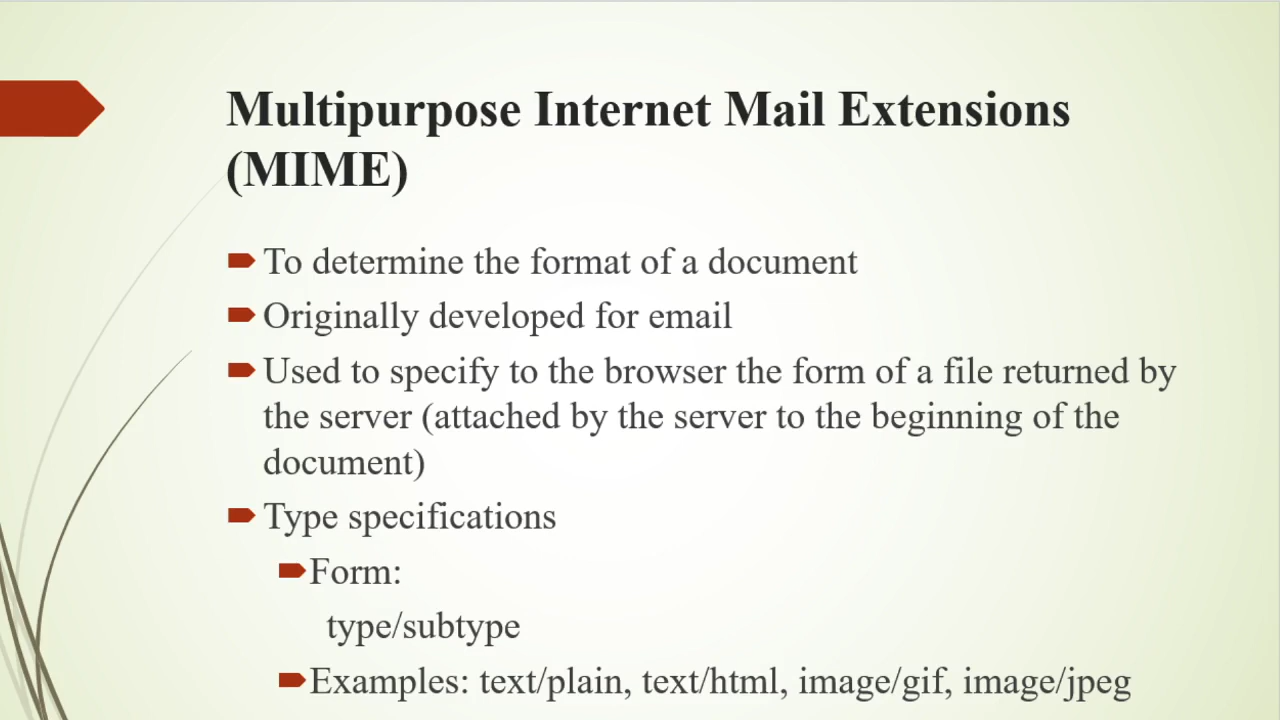 Multipurpose Internet Mail Extensions
(MIME)
To determine the format of a document
Originally developed for email
Used to specify to the browser the form of a file returned by
the server (attached by the server to the beginning of the
document)
Type specifications
Form:
type/subtype
Examples: text/plain, text/html, image/gif, image/jpeg